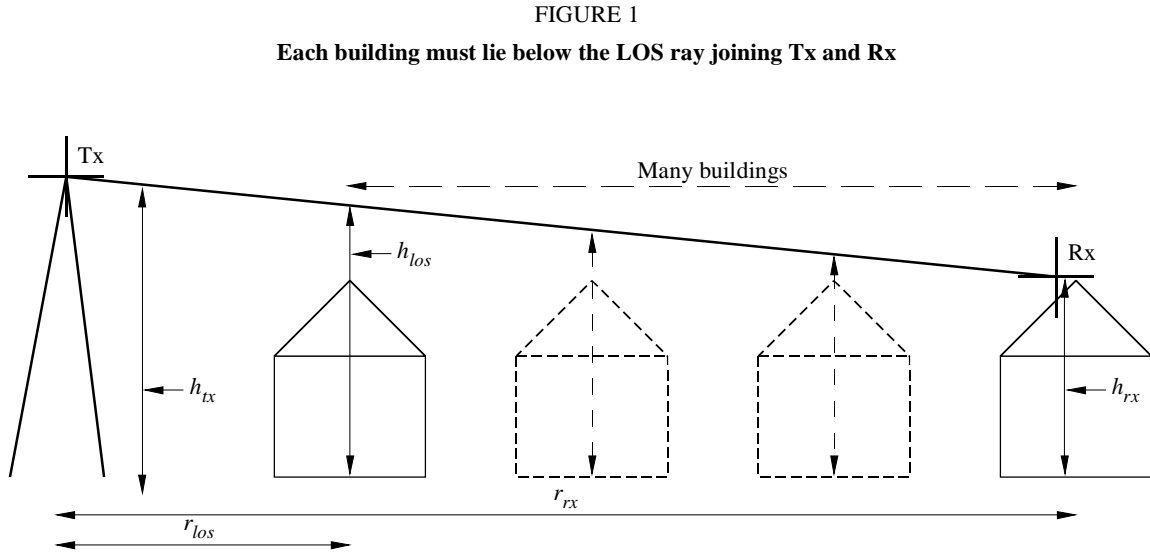 FIGURE 1
Each building must lie below the LOS ray joining Tx and Rx
Tx
Many buildings
h_los
Rx
h_tx
h_rx
r_rx
r_los